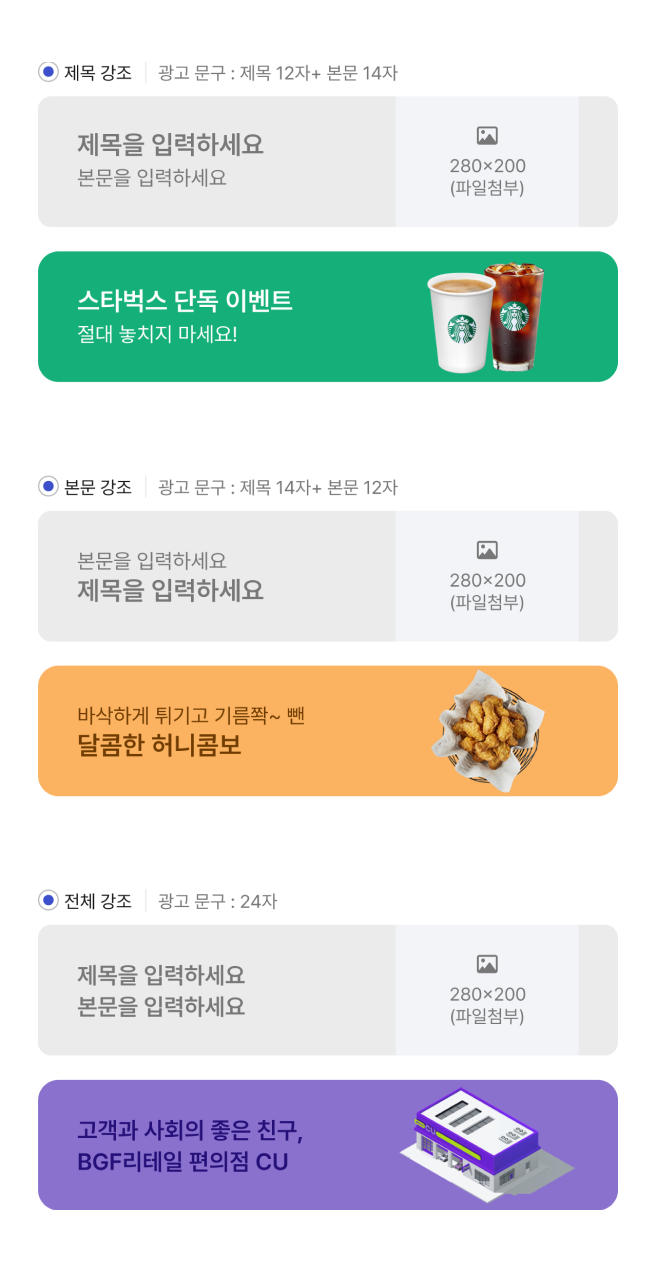 제목 강조 광고 문구 : 제목 12자+ 본문 14자
제목을 입력하세요
본문을 입력하세요
280×200
(파일첨부)
스타벅스 단독 이벤트
절대 놓치지 마세요!
본문 강조 광고 문구 : 제목 14자+ 본문 12자
본문을 입력하세요
제목을 입력하세요
280×200
(파일첨부)
바삭하게 튀기고 기름쫙~ 뺀
달콤한 허니콤보
전체 강조 광고 문구 : 24자
제목을 입력하세요
본문을 입력하세요
280×200
(파일첨부)
고객과 사회의 좋은 친구,
BGF리테일 편의점 CU
CU